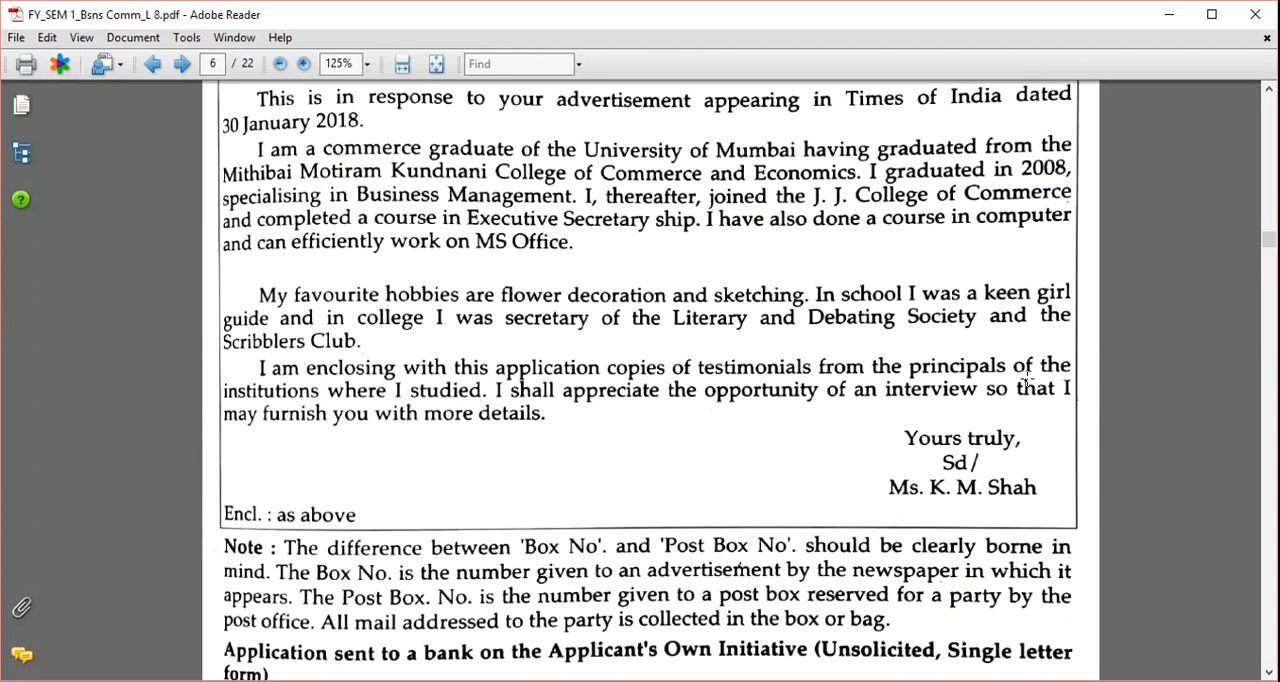 FY_SEM 1_Bsns Comm_L 8.pdf - Adobe Reader
File Edit View Document Tools Window Help
6 / 22 125% Find
This is in response to your advertisement appearing in Times of India dated
30 January 2018.
I am a commerce graduate of the University of Mumbai having graduated from the
Mithibai Motiram Kundnani College of Commerce and Economics. I graduated in 2008,
specialising in Business Management. I, thereafter, joined the J. J. College of Commerce
and completed a course in Executive Secretary ship. I have also done a course in computer
and can efficiently work on MS Office.
My favourite hobbies are flower decoration and sketching. In school I was a keen girl
guide and in college I was secretary of the Literary and Debating Society and the
Scribblers Club.
I am enclosing with this application copies of testimonials from the principals of the
institutions where I studied. I shall appreciate the opportunity of an interview so that I
may furnish you with more details.
Yours truly,
Sd/
Ms. K. M. Shah
Encl. : as above
Note : The difference between 'Box No'. and 'Post Box No'. should be clearly borne in
mind. The Box No. is the number given to an advertisement by the newspaper in which it
appears. The Post Box. No. is the number given to a post box reserved for a party by the
post office. All mail addressed to the party is collected in the box or bag.
Application sent to a bank on the Applicant's Own Initiative (Unsolicited, Single letter
form)